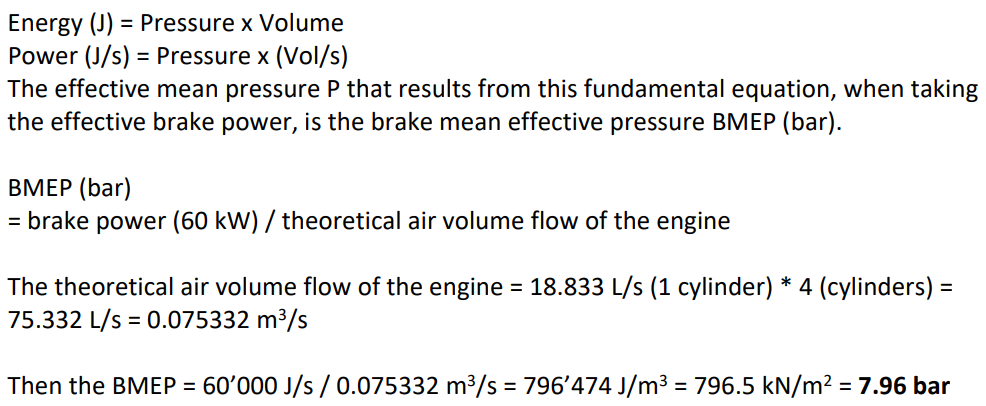 Energy (J) = Pressure x Volume
Power (J/s) = Pressure x (Vol/s)
The effective mean pressure P that results from this fundamental equation, when taking
the effective brake power, is the brake mean effective pressure BMEP (bar).
BMEP (bar)
= brake power (60 kW) / theoretical air volume flow of the engine
The theoretical air volume flow of the engine = 18.833 L/s (1 cylinder) * 4 (cylinders) =
75.332 L/s = 0.075332 m³/s
Then the BMEP = 60’000 J/s / 0.075332 m³/s = 796’474 J/m³ = 796.5 kN/m² = 7.96 bar